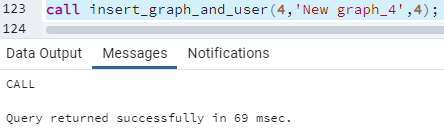 123 call insert_graph_and_user(4,'New graph_4',4);
124
Data Output Messages Notifications
CALL
Query returned successfully in 69 msec.